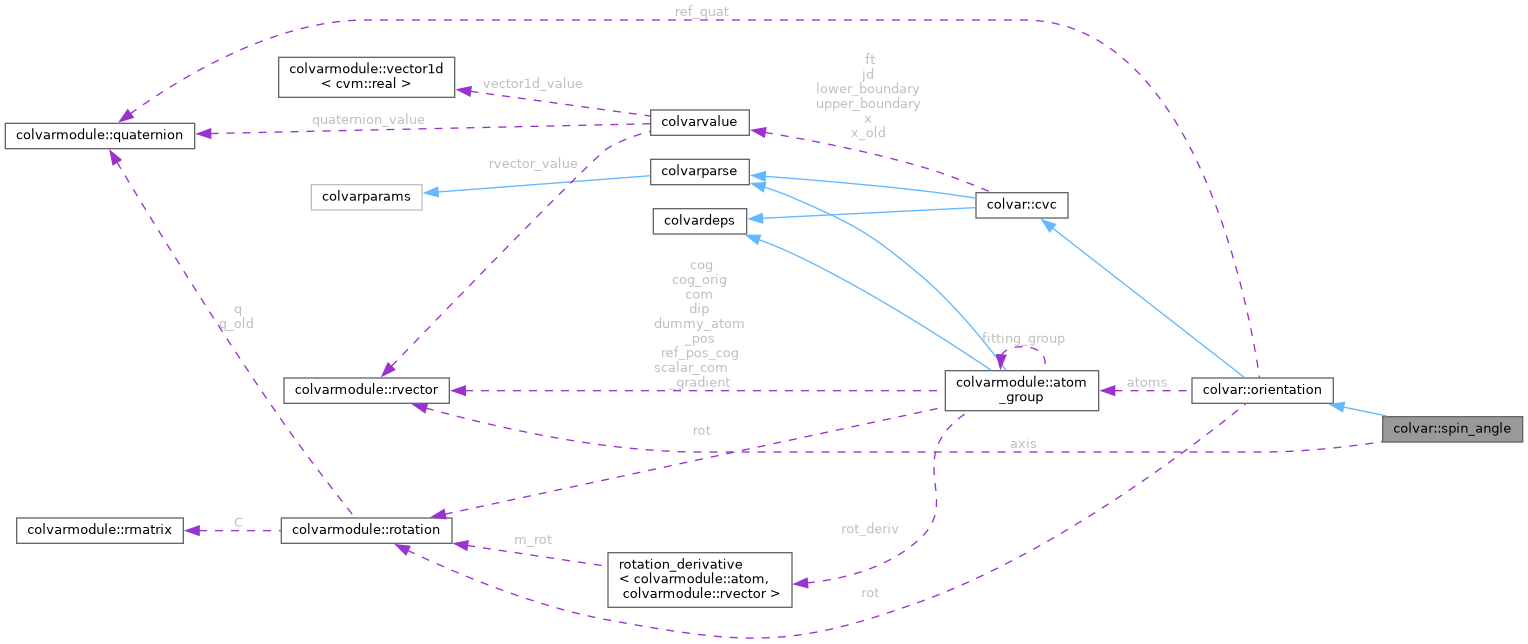 ref_quat
colvarmodule::vector1d
< cvm::real >
vector1d_value
ft
jd
lower_boundary
upper_boundary
x
x_old
colvarmodule::quaternion
quaternion_value
colvarvalue
rvector_value
colvarparse
colvarparams
colvar::cvc
colvardeps
q
q_old
cog
cog_orig
com
dip
dummy_atom
_pos
ref_pos_cog
scalar_com
_gradient
fitting_group
colvarmodule::rvector
colvarmodule::atom
_group
atoms
colvar::orientation
colvar::spin_angle
rot
axis
colvarmodule::rmatrix
C
colvarmodule::rotation
m_rot
rot_deriv
rotation_derivative
< colvarmodule::atom,
colvarmodule::rvector >
rot